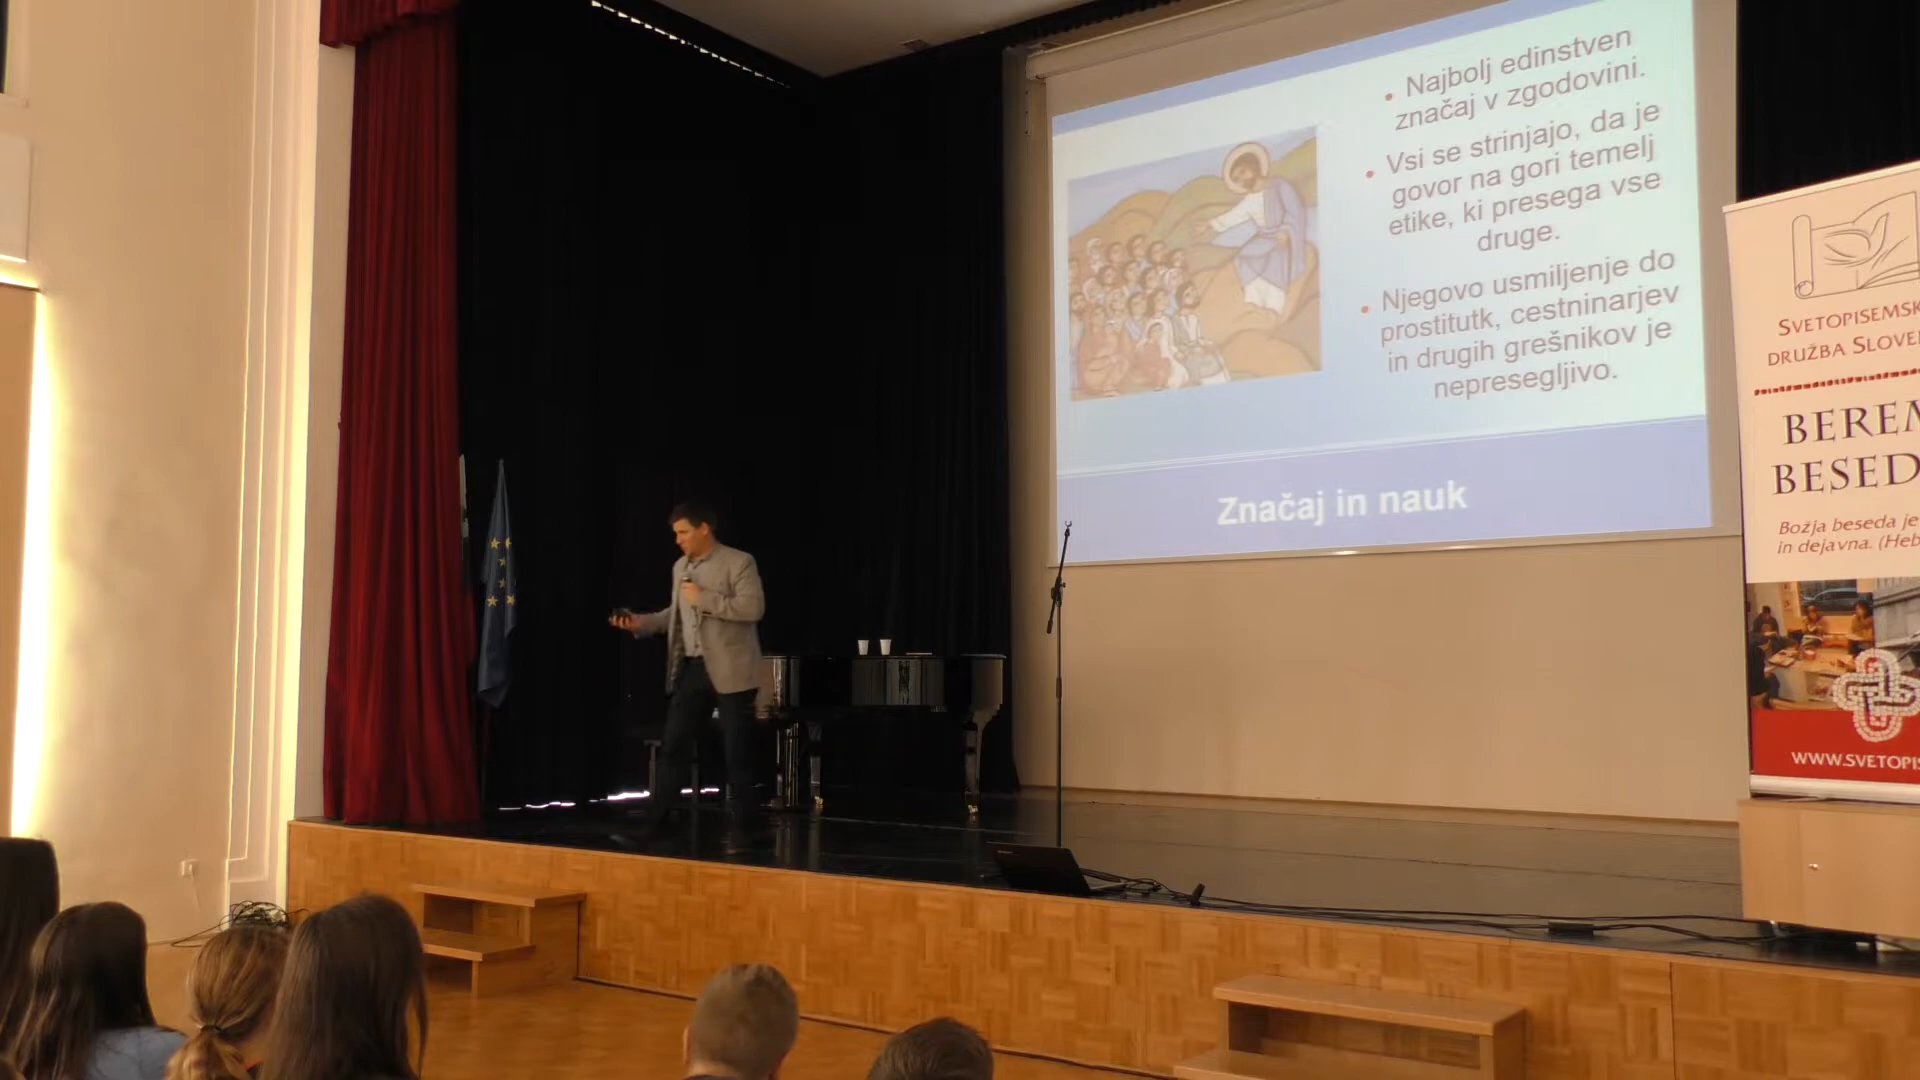 Najbolj edinstven
značaj v zgodovini.
Vsi se strinjajo, da je
govor na gori temelj
etike, ki presega vse
druge.
Njegovo usmiljenje do
prostitutk, cestninarjev
in drugih grešnikov je
nepresegljivo.
Značaj in nauk
SVETOPISEMSK
DRUŽBA SLOVE
BEREM
BESED
Božja beseda je
in dejavna. (Heb
WWW.SVETOPIS